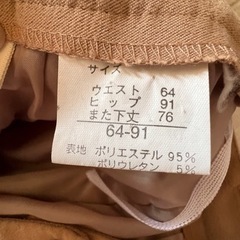 サイズ
ウエスト 64
ヒップ 91
また下丈 76
64-91
表地 ポリエステル 95%
ポリウレタン 5%